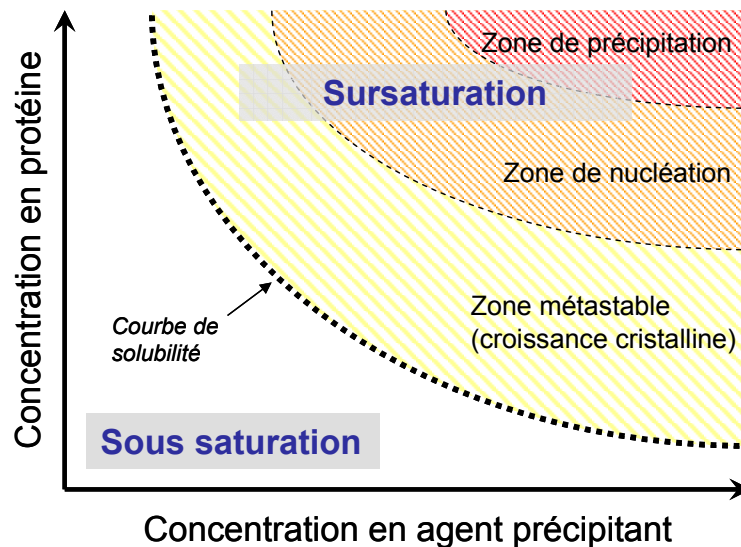 Zone de précipitation
Sursaturation
Zone de nucléation
Zone métastable
(croissance cristalline)
Courbe de
solubilité
Sous saturation
Concentration en protéine
Concentration en agent précipitant